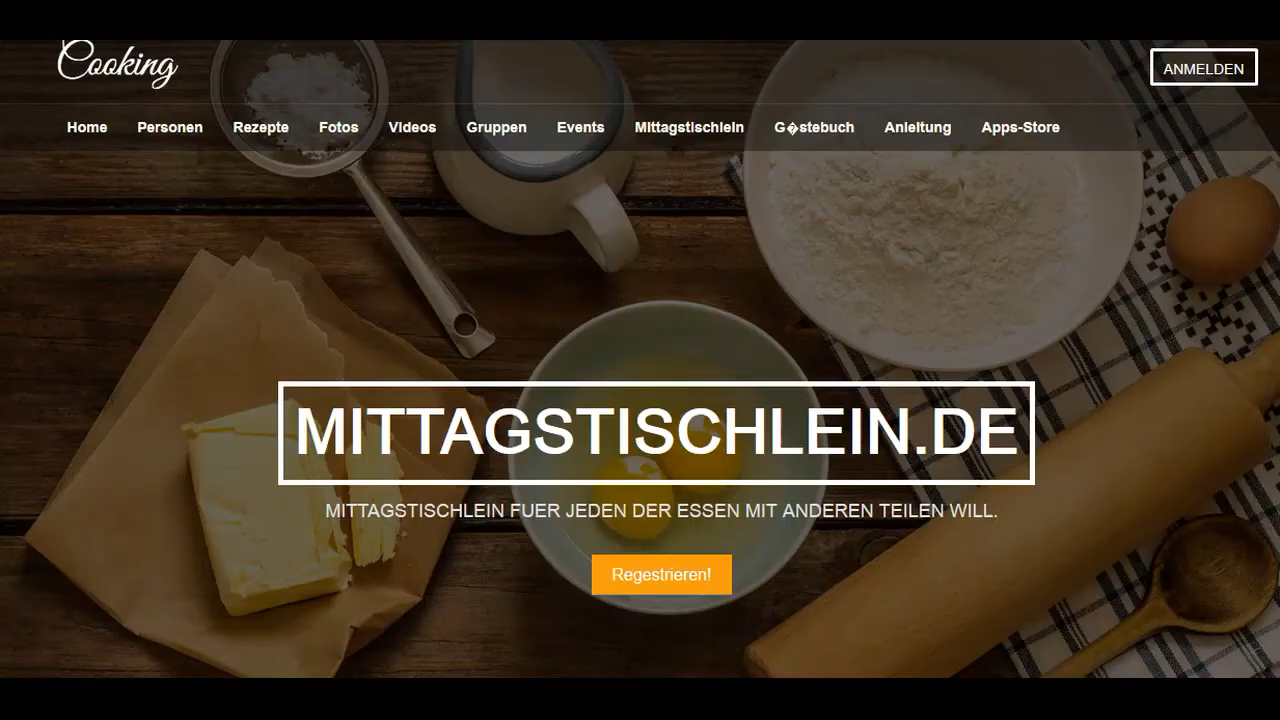 Cooking
ANMELDEN
Home Personen Rezepte Fotos Videos Gruppen Events Mittagstischlein G�stebuch Anleitung Apps-Store
MITTAGSTISCHLEIN.DE
MITTAGSTISCHLEIN FUER JEDEN DER ESSEN MIT ANDEREN TEILEN WILL.
Regestrieren!